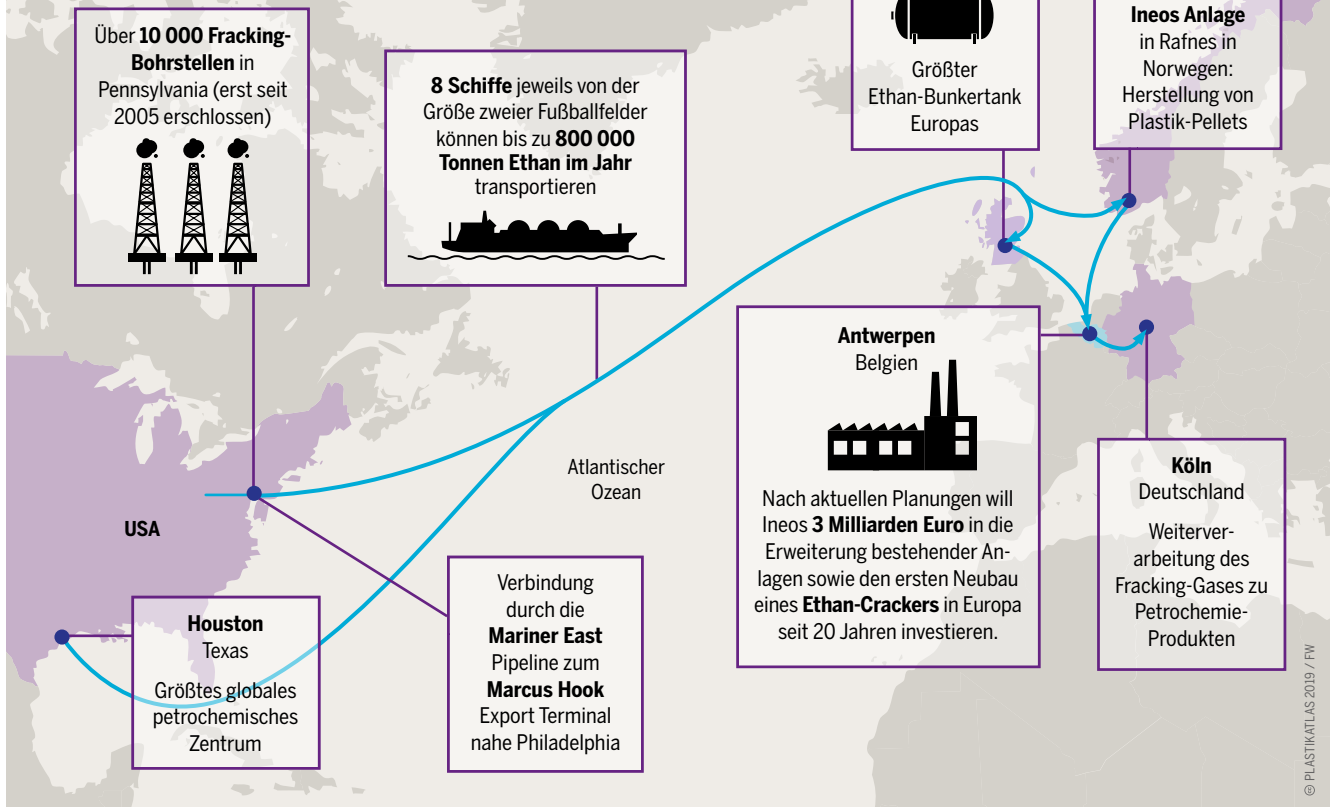 Über 10 000 Fracking-
Bohrstellen in
Pennsylvania (erst seit
2005 erschlossen)
8 Schiffe jeweils von der
Größe zweier Fußballfelder
können bis zu 800 000
Tonnen Ethan im Jahr
transportieren
Größter
Ethan-Bunkertank
Europas
Ineos Anlage
in Rafnes in
Norwegen:
Herstellung von
Plastik-Pellets
Antwerpen
Belgien
Nach aktuellen Planungen will
Ineos 3 Milliarden Euro in die
Erweiterung bestehender An-
lagen sowie den ersten Neubau
eines Ethan-Crackers in Europa
seit 20 Jahren investieren.
Köln
Deutschland
Weiterver-
arbeitung des
Fracking-Gases zu
Petrochemie-
Produkten
Atlantischer
Ozean
USA
Verbindung
durch die
Mariner East
Pipeline zum
Marcus Hook
Export Terminal
nahe Philadelphia
Houston
Texas
Größtes globales
petrochemisches
Zentrum
PLASTIKATLAS 2019 / FW